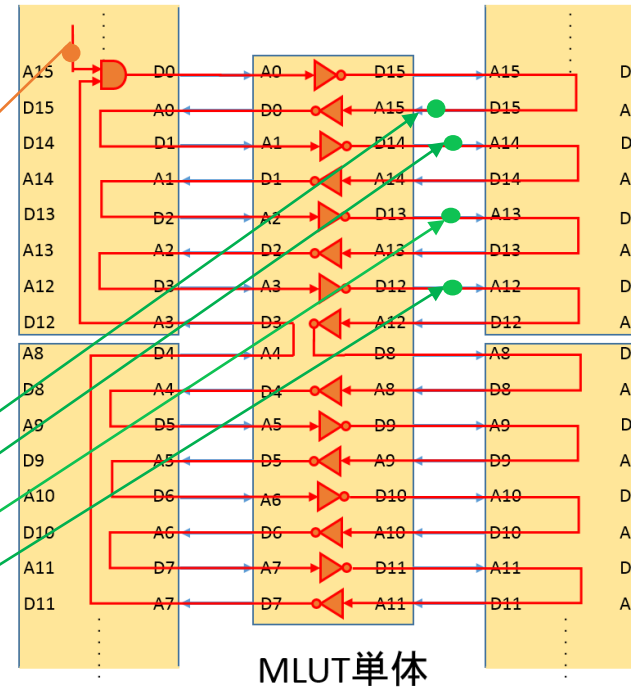 A15 D0 A0 D15 A15 D
D15 A0 D0 A15 D15 A
D14 D1 A1 D14 A14 D
A14 A1 D1 A14 D14 A
D13 D2 A2 D13 A13 D
A13 A2 D2 A13 D13 A
A12 D3 A3 D12 A12 D
D12 A3 D3 A12 D12 A
A8 D4 A4 D8 A8 D
D8 A4 D4 A8 D8 A
A9 D5 A5 D9 A9 D
D9 A5 D5 A9 D9 A
A10 D6 A6 D10 A10 D
D10 A6 D6 A10 D10 A
A11 D7 A7 D11 A11 D
D11 A7 D7 A11 D11 A
MLUT単体